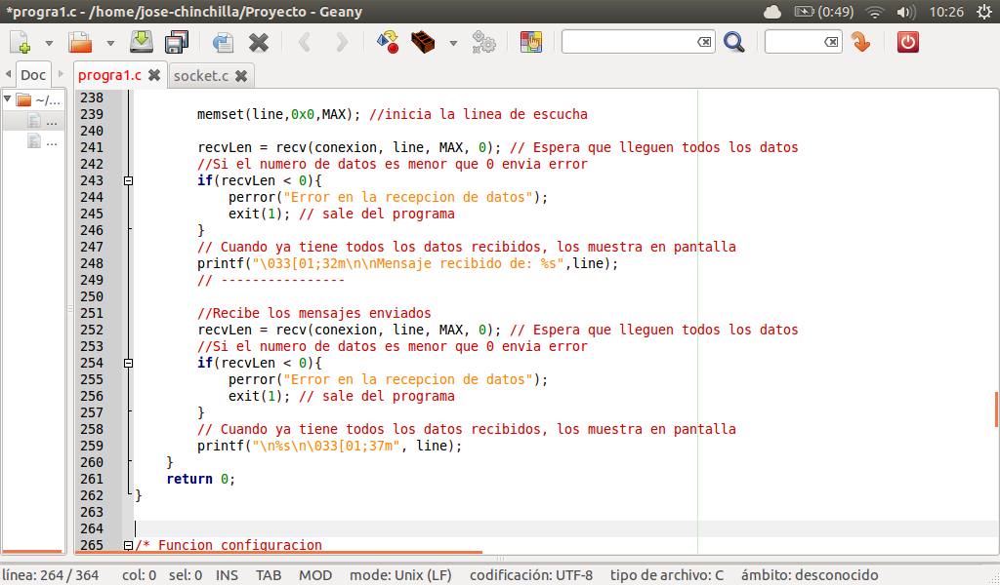 *progra1.c - /home/jose-chinchilla/Proyecto - Geany
(0:49)
10:26
Doc
progra1.c
socket.c
~/...
...
...
238
239 memset(line,0x0,MAX); //inicia la linea de escucha
240
241 recvLen = recv(conexion, line, MAX, 0); // Espera que lleguen todos los datos
242 //Si el numero de datos es menor que 0 envia error
243 if(recvLen < 0){
244 perror("Error en la recepcion de datos");
245 exit(1); // sale del programa
246 }
247 // Cuando ya tiene todos los datos recibidos, los muestra en pantalla
248 printf("\033[01;32m\n\nMensaje recibido de: %s",line);
249 // ----------------
250
251 //Recibe los mensajes enviados
252 recvLen = recv(conexion, line, MAX, 0); // Espera que lleguen todos los datos
253 //Si el numero de datos es menor que 0 envia error
254 if(recvLen < 0){
255 perror("Error en la recepcion de datos");
256 exit(1); // sale del programa
257 }
258 // Cuando ya tiene todos los datos recibidos, los muestra en pantalla
259 printf("\n%s\n\033[01;37m", line);
260 }
261 return 0;
262 }
263
264
265 /* Funcion configuracion
línea: 264 / 364 col: 0 sel: 0 INS TAB MOD mode: Unix (LF) codificación: UTF-8 tipo de archivo: C ámbito: desconocido